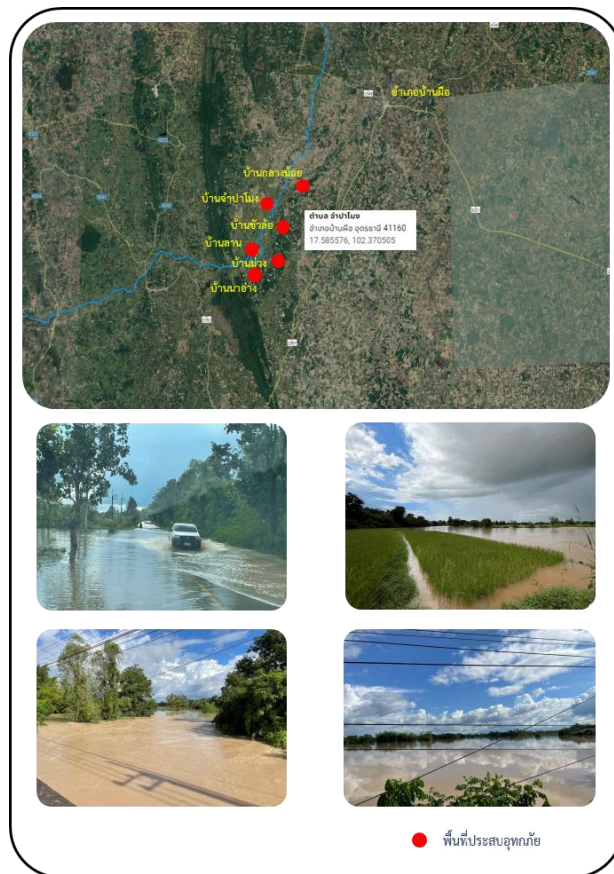 อำเภอบ้านผือ
บ้านกลางน้อย
บ้านจำปาโมง
ตำบล จำปาโมง
บ้านขัวล้อ
อำเภอบ้านผือ อุดรธานี 41160
17.585576, 102.370505
บ้านลาน
บ้านม่วง
บ้านนาอ่าง
พื้นที่ประสบอุทกภัย